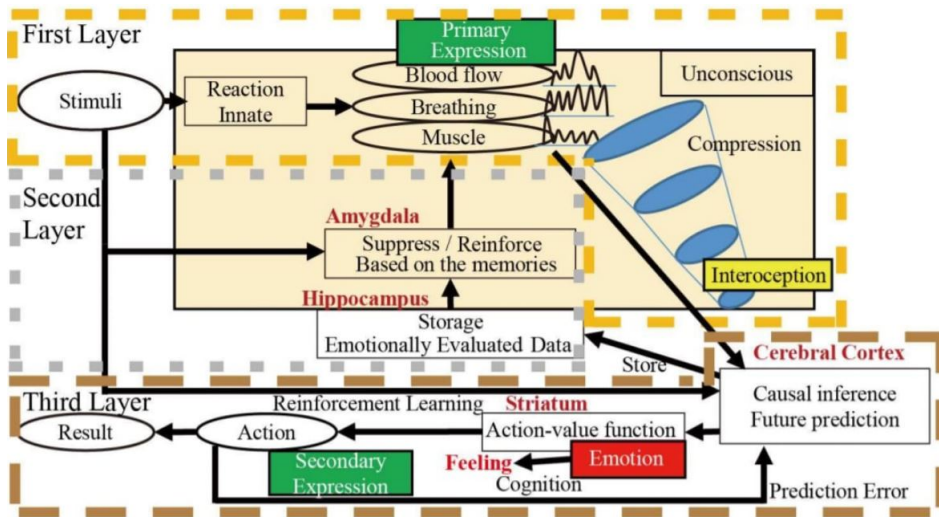 First Layer
Primary
Expression
Blood flow
Unconscious
Stimuli
Reaction
Innate
Breathing
Muscle
Compression
Second
Layer
Amygdala
Suppress / Reinforce
Based on the memories
Interoception
Hippocampus
Storage
Emotionally Evaluated Data
Store
Cerebral Cortex
Causal inference
Future prediction
Third Layer
Reinforcement Learning
Striatum
Result
Action
Action-value function
Secondary
Expression
Feeling
Emotion
Cognition
Prediction Error